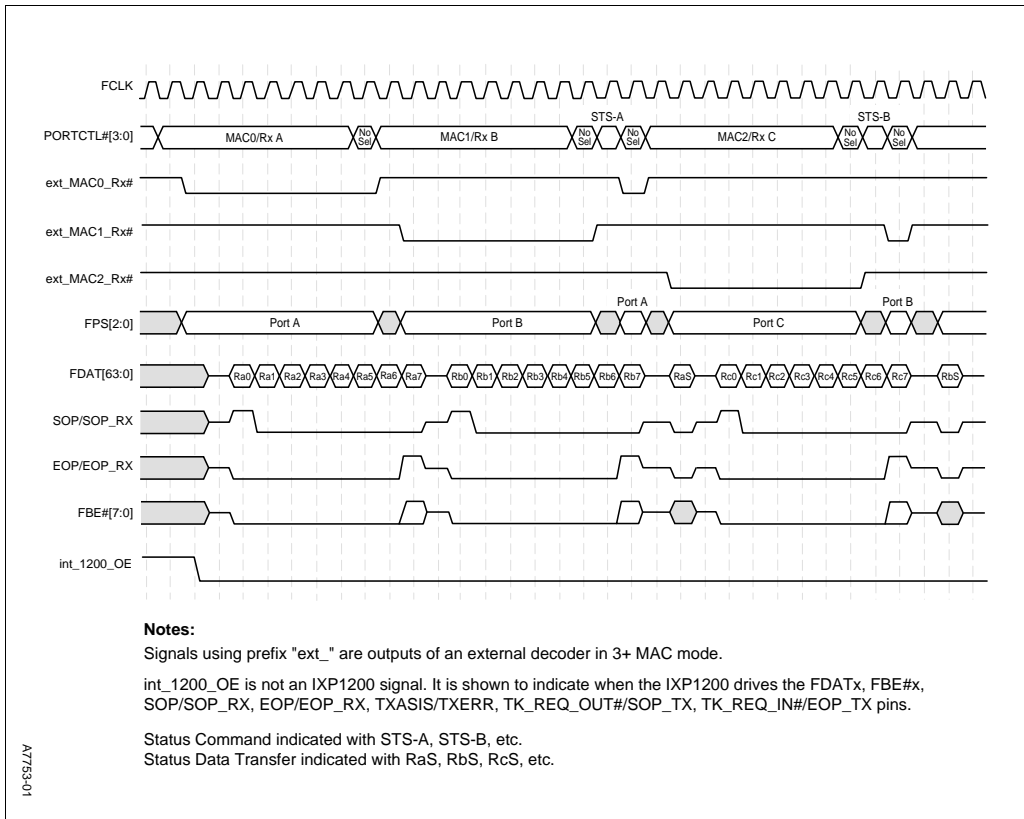 FCLK
STS-A STS-B
PORTCTL#[3:0] MAC0/Rx A No Sel MAC1/Rx B No Sel No Sel MAC2/Rx C No Sel No Sel
ext_MAC0_Rx#
ext_MAC1_Rx#
ext_MAC2_Rx#
Port A Port B
FPS[2:0] Port A Port B Port C
FDAT[63:0] Ra0 Ra1 Ra2 Ra3 Ra4 Ra5 Ra6 Ra7 Rb0 Rb1 Rb2 Rb3 Rb4 Rb5 Rb6 Rb7 RaS Rc0 Rc1 Rc2 Rc3 Rc4 Rc5 Rc6 Rc7 RbS
SOP/SOP_RX
EOP/EOP_RX
FBE#[7:0]
int_1200_OE
Notes:
Signals using prefix "ext_" are outputs of an external decoder in 3+ MAC mode.
int_1200_OE is not an IXP1200 signal. It is shown to indicate when the IXP1200 drives the FDATx, FBE#x,
SOP/SOP_RX, EOP/EOP_RX, TXASIS/TXERR, TK_REQ_OUT#/SOP_TX, TK_REQ_IN#/EOP_TX pins.
Status Command indicated with STS-A, STS-B, etc.
Status Data Transfer indicated with RaS, RbS, RcS, etc.
A7753-01